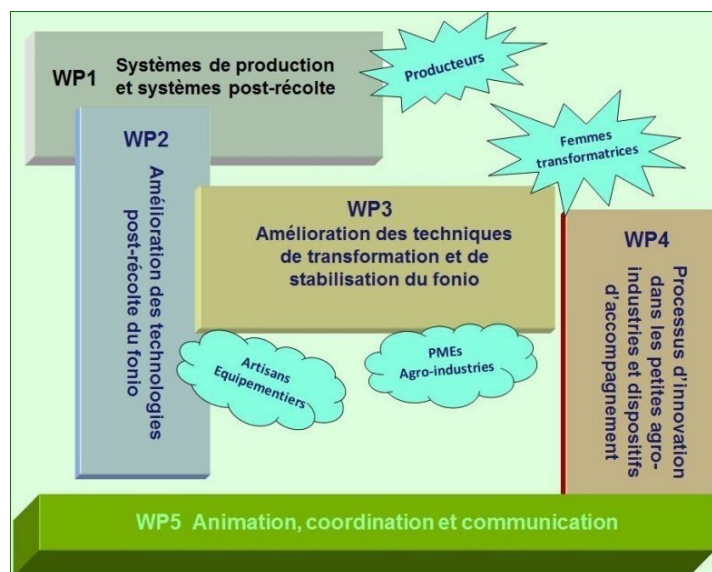 WP1 Systèmes de production
et systèmes post-récolte
Producteurs
Femmes
transformatrices
WP2
Amélioration des technologies
post-récolte du fonio
WP3
Amélioration des techniques
de transformation et de
stabilisation du fonio
WP4
Processus d’innovation
dans les petites agro-
industries et dispositifs
d’accompagnement
Artisans
Equipementiers
PMEs
Agro-industries
WP5 Animation, coordination et communication